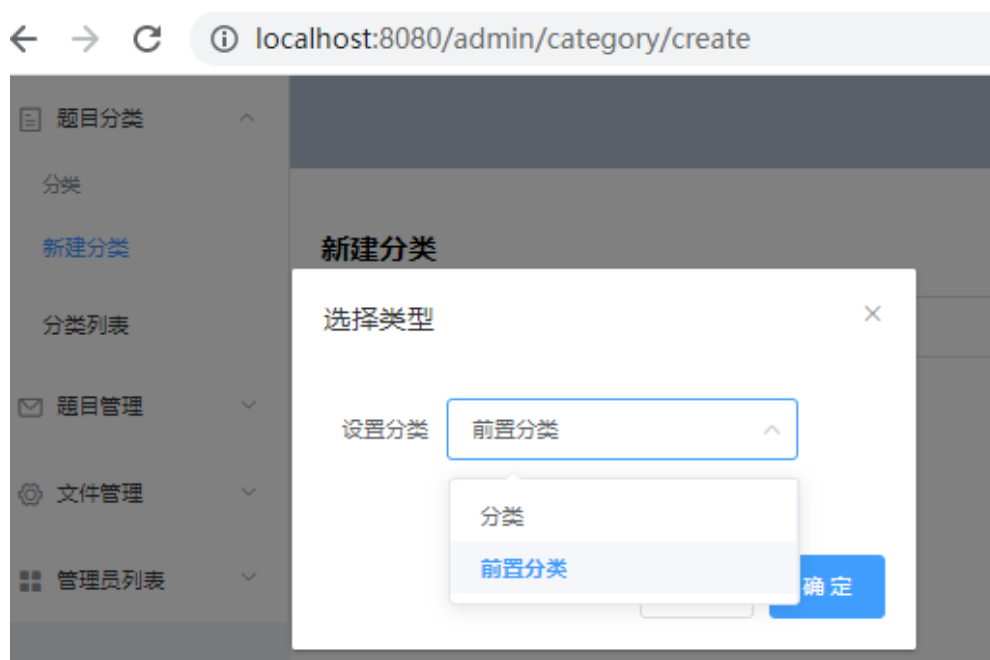 localhost:8080/admin/category/create
题目分类
分类
新建分类
分类列表
题目管理
文件管理
管理员列表
新建分类
选择类型
设置分类 前置分类
分类
前置分类
确 定